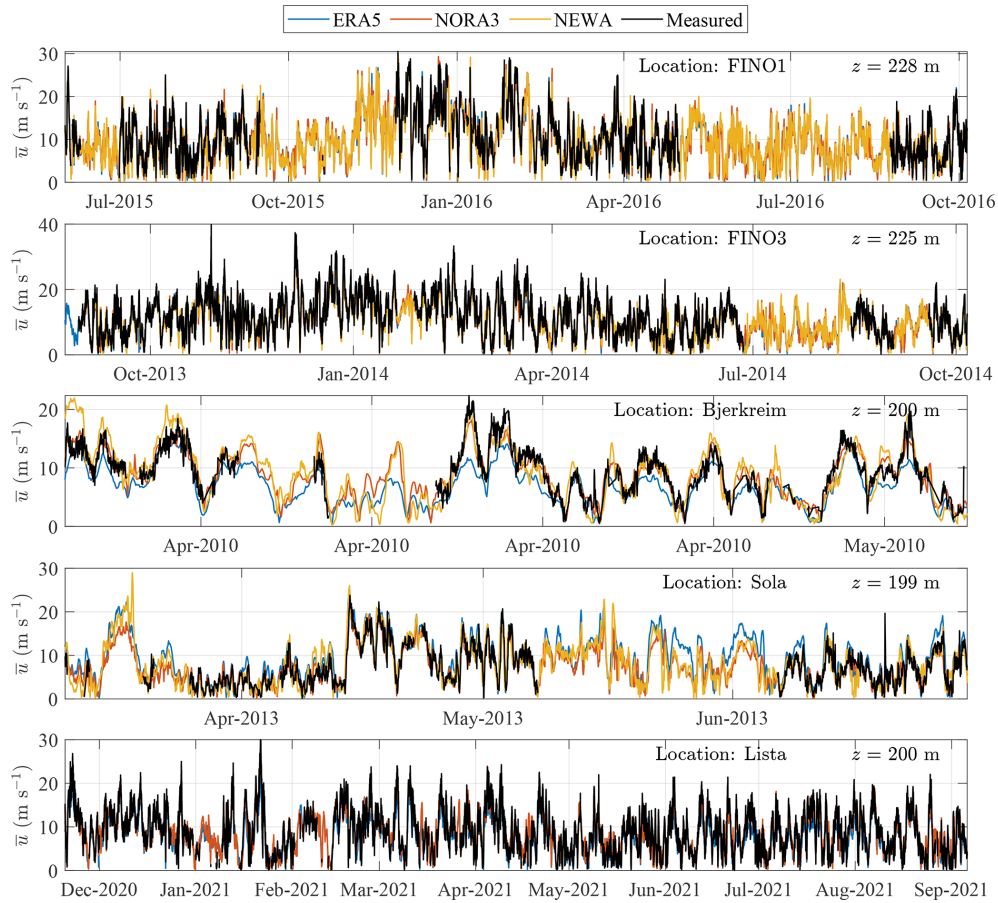 ERA5 NORA3 NEWA Measured
30
Location: FINO1 z = 228 m
20
10
0
u̅ (m s⁻¹)
Jul-2015 Oct-2015 Jan-2016 Apr-2016 Jul-2016 Oct-2016
40
Location: FINO3 z = 225 m
20
0
u̅ (m s⁻¹)
Oct-2013 Jan-2014 Apr-2014 Jul-2014 Oct-2014
20
Location: Bjerkreim z = 200 m
10
0
u̅ (m s⁻¹)
Apr-2010 Apr-2010 Apr-2010 Apr-2010 May-2010
30
Location: Sola z = 199 m
20
10
0
u̅ (m s⁻¹)
Apr-2013 May-2013 Jun-2013
30
Location: Lista z = 200 m
20
10
0
u̅ (m s⁻¹)
Dec-2020 Jan-2021 Feb-2021 Mar-2021 Apr-2021 May-2021 Jun-2021 Jul-2021 Aug-2021 Sep-2021